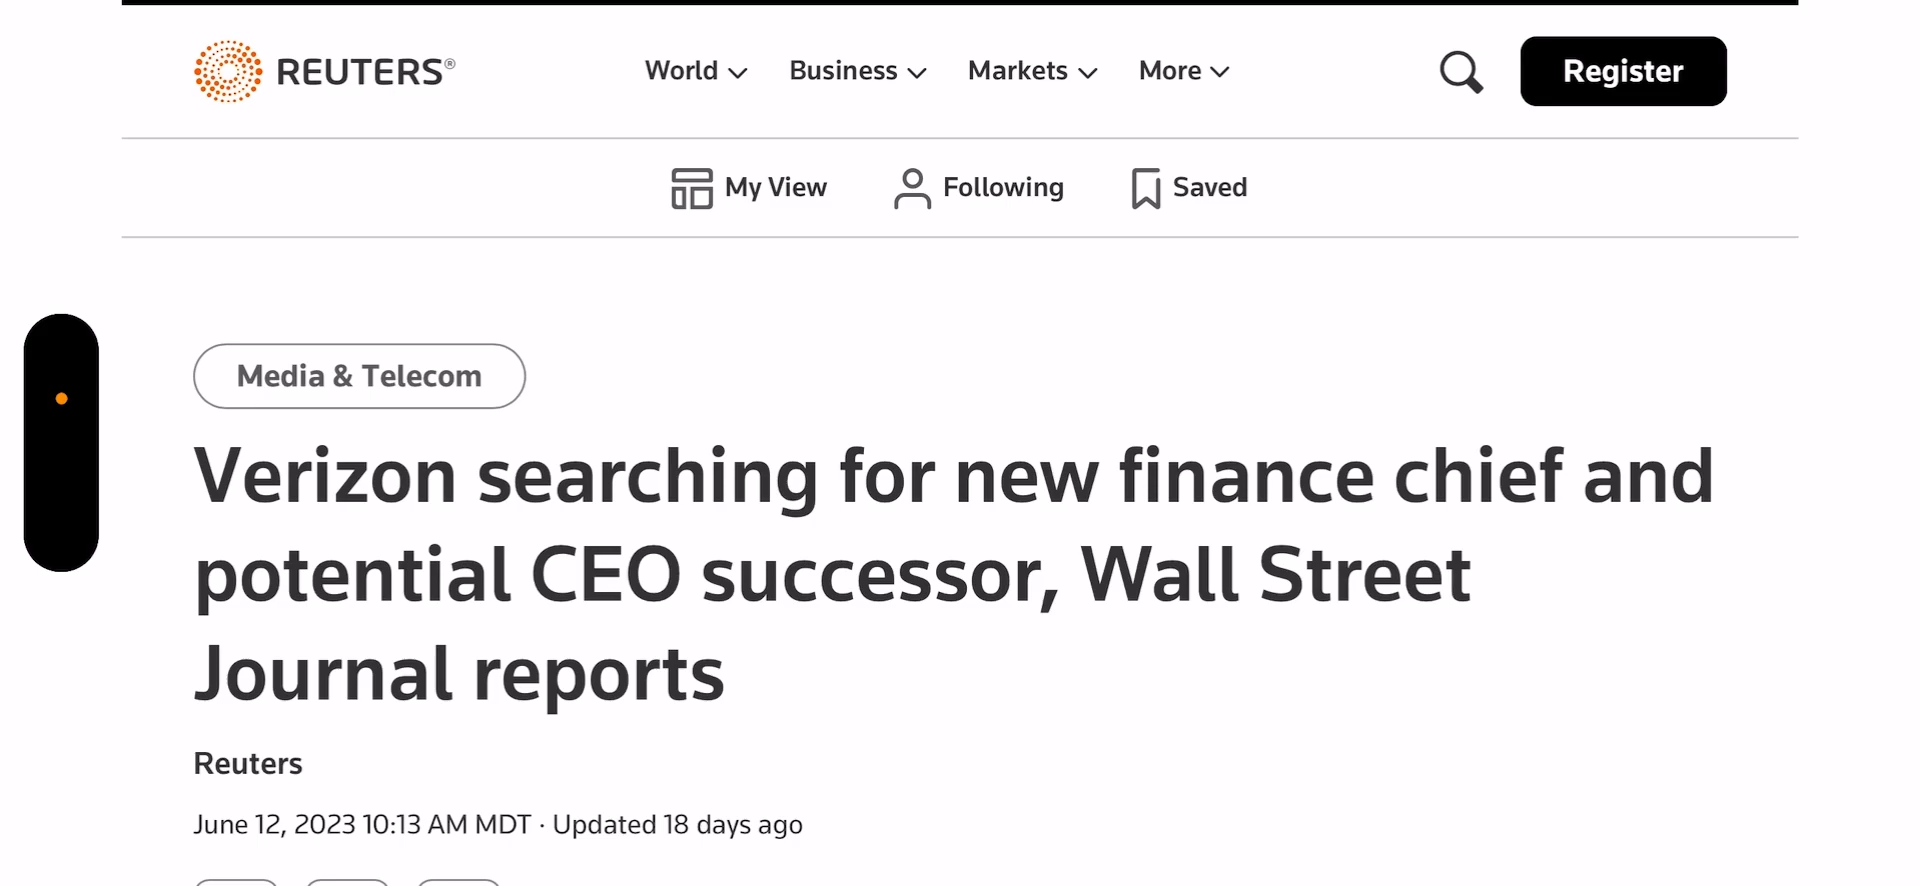 REUTERS®
World
Business
Markets
More
Register
My View
Following
Saved
Media & Telecom
Verizon searching for new finance chief and
potential CEO successor, Wall Street
Journal reports
Reuters
June 12, 2023 10:13 AM MDT · Updated 18 days ago